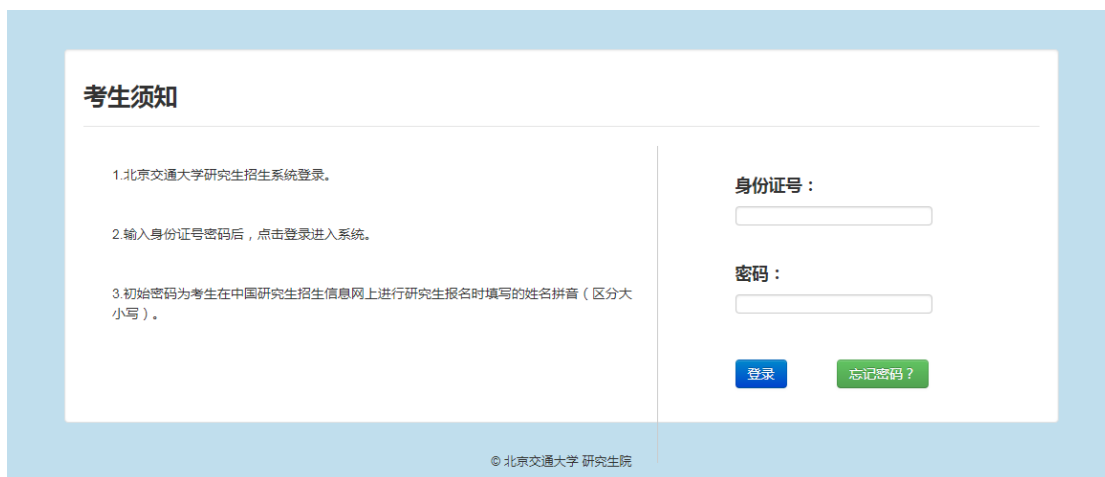 考生须知
1.北京交通大学研究生招生系统登录。
2.输入身份证号密码后，点击登录进入系统。
3.初始密码为考生在中国研究生招生信息网上进行研究生报名时填写的姓名拼音（区分大
小写）。
身份证号：
密码：
登录 忘记密码？
© 北京交通大学 研究生院